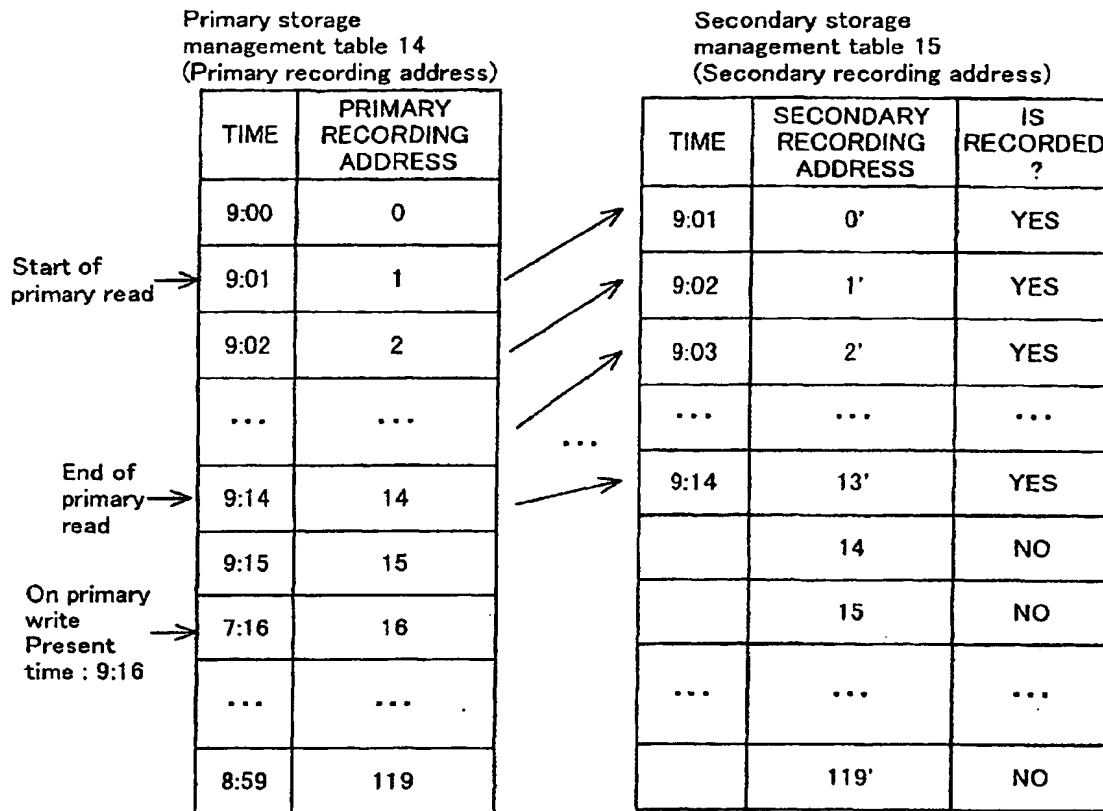 Primary storage
management table 14
(Primary recording address)
TIME
PRIMARY
RECORDING
ADDRESS
9:00 0
9:01 1
9:02 2
... ...
9:14 14
9:15 15
7:16 16
... ...
8:59 119
Start of
primary read
End of
primary
read
On primary
write
Present
time : 9:16
...
Secondary storage
management table 15
(Secondary recording address)
TIME
SECONDARY
RECORDING
ADDRESS
IS
RECORDED
?
9:01 0' YES
9:02 1' YES
9:03 2' YES
... ... ...
9:14 13' YES
14 NO
15 NO
... ... ...
119' NO